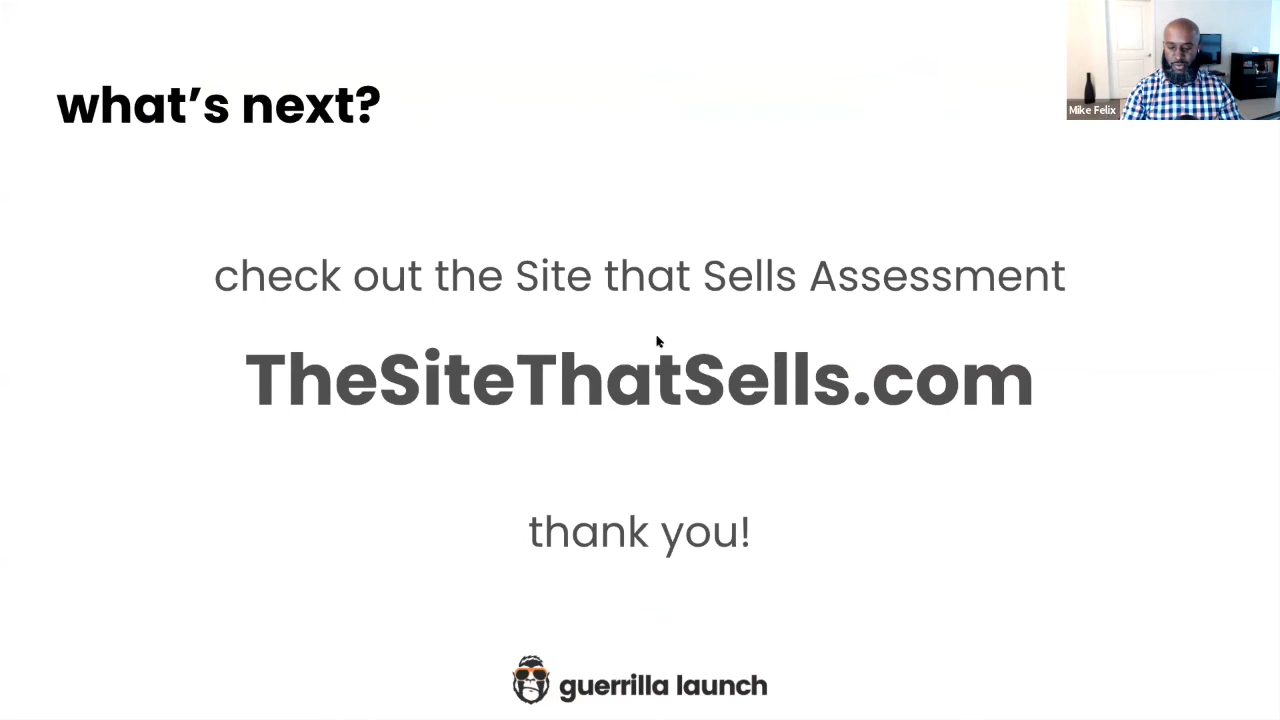 what's next?
Mike Felix
check out the Site that Sells Assessment
TheSiteThatSells.com
thank you!
guerrilla launch